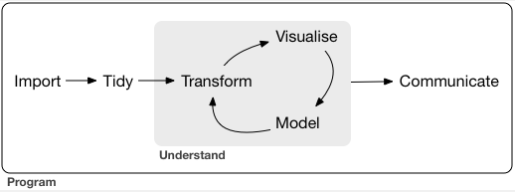 Visualise
Import Tidy Transform Communicate
Model
Understand
Program